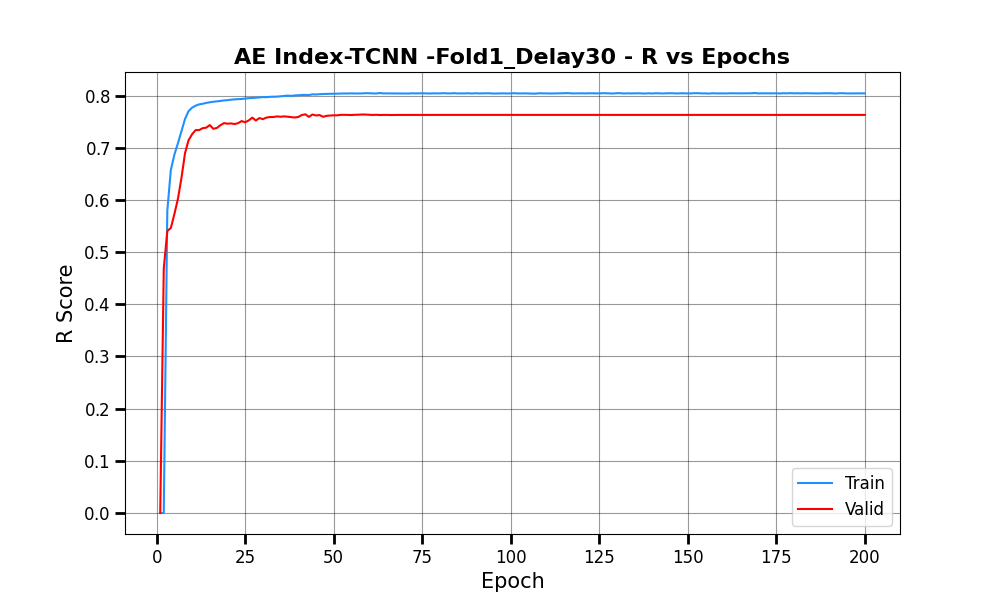 AE Index-TCNN -Fold1_Delay30 - R vs Epochs
R Score
0.8
0.7
0.6
0.5
0.4
0.3
0.2
0.1
0.0
Train
Valid
0 25 50 75 100 125 150 175 200
Epoch